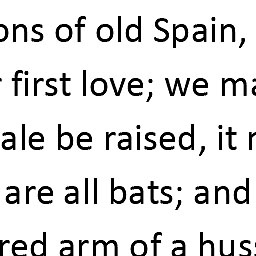 ons of old Spain,
first love; we ma
ale be raised, it
are all bats; and
red arm of a huss